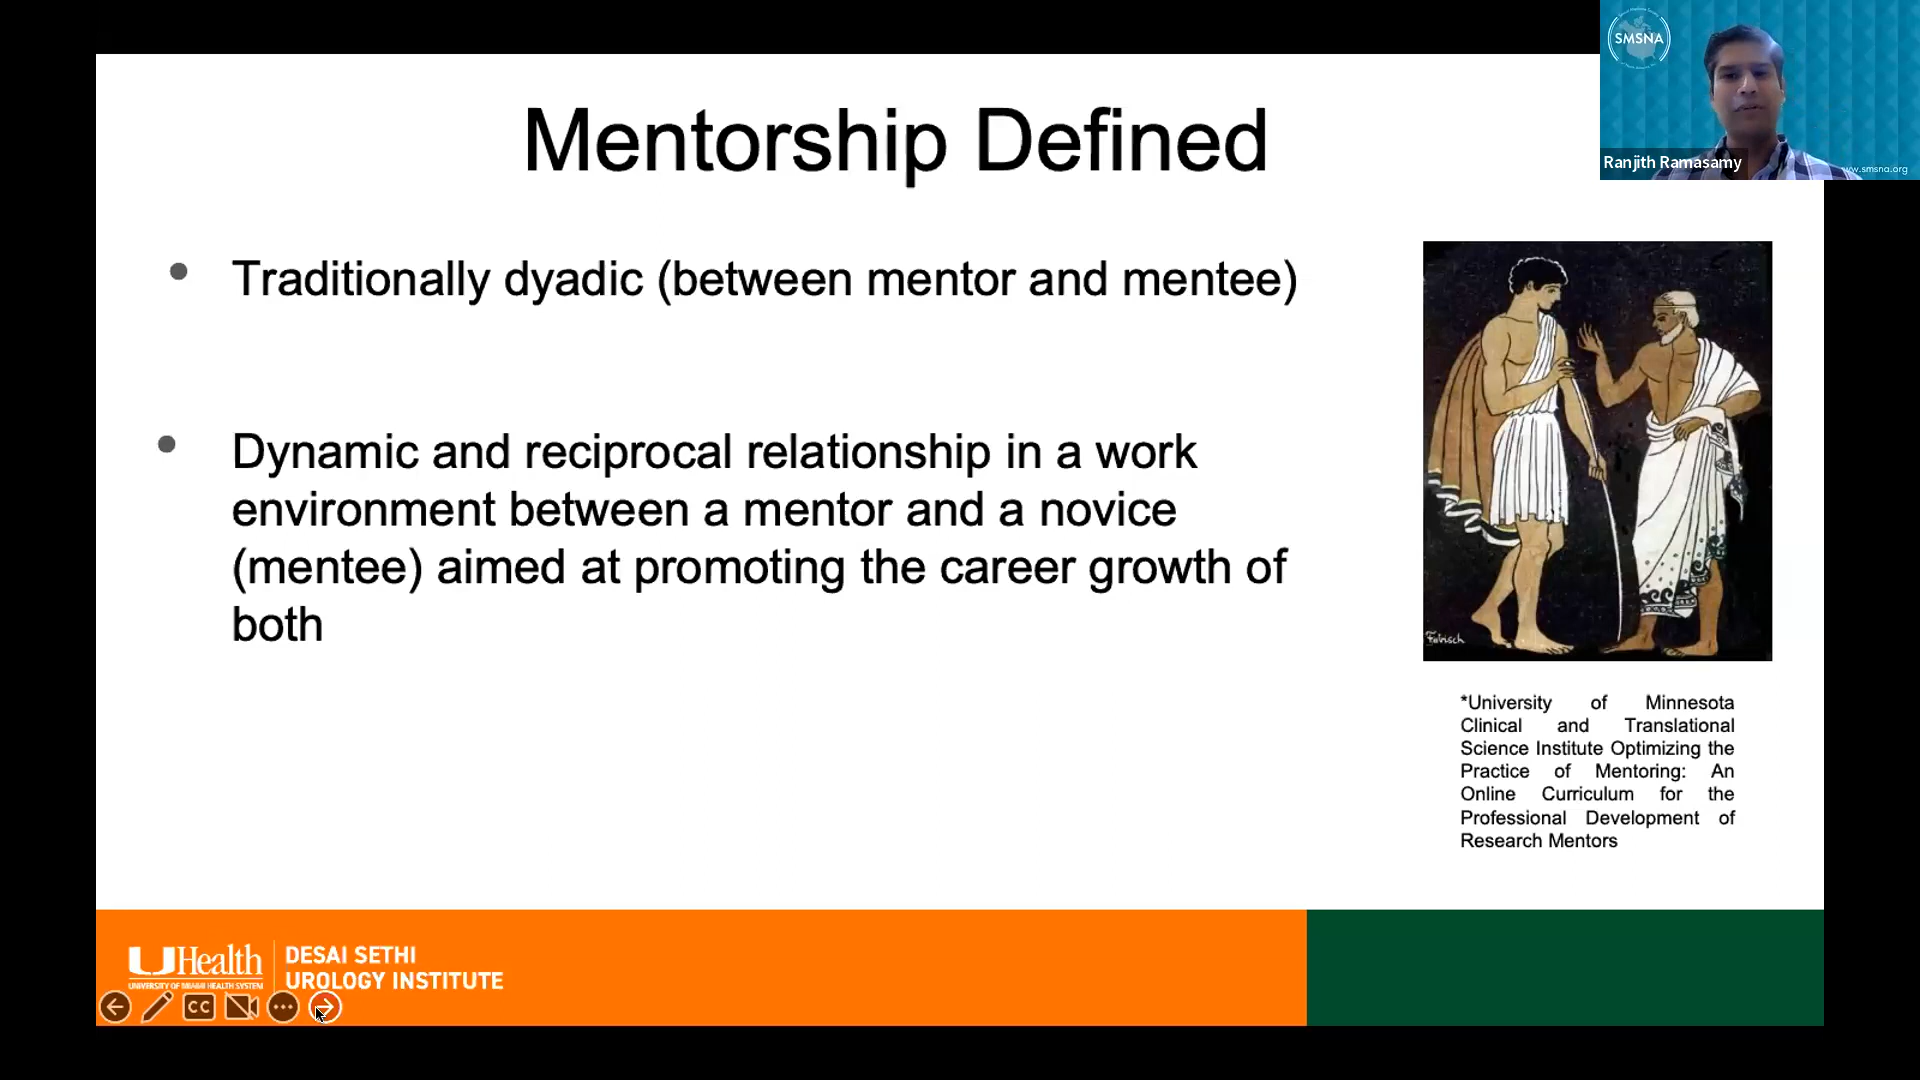 SMSNA
Ranjith Ramasamy
w.smsna.org
Mentorship Defined
• Traditionally dyadic (between mentor and mentee)
• Dynamic and reciprocal relationship in a work
environment between a mentor and a novice
(mentee) aimed at promoting the career growth of
both
Fabisch
*University of Minnesota
Clinical and Translational
Science Institute Optimizing the
Practice of Mentoring: An
Online Curriculum for the
Professional Development of
Research Mentors
UHealth
UNIVERSITY OF MIAMI HEALTH SYSTEM
DESAI SETHI
UROLOGY INSTITUTE
CC